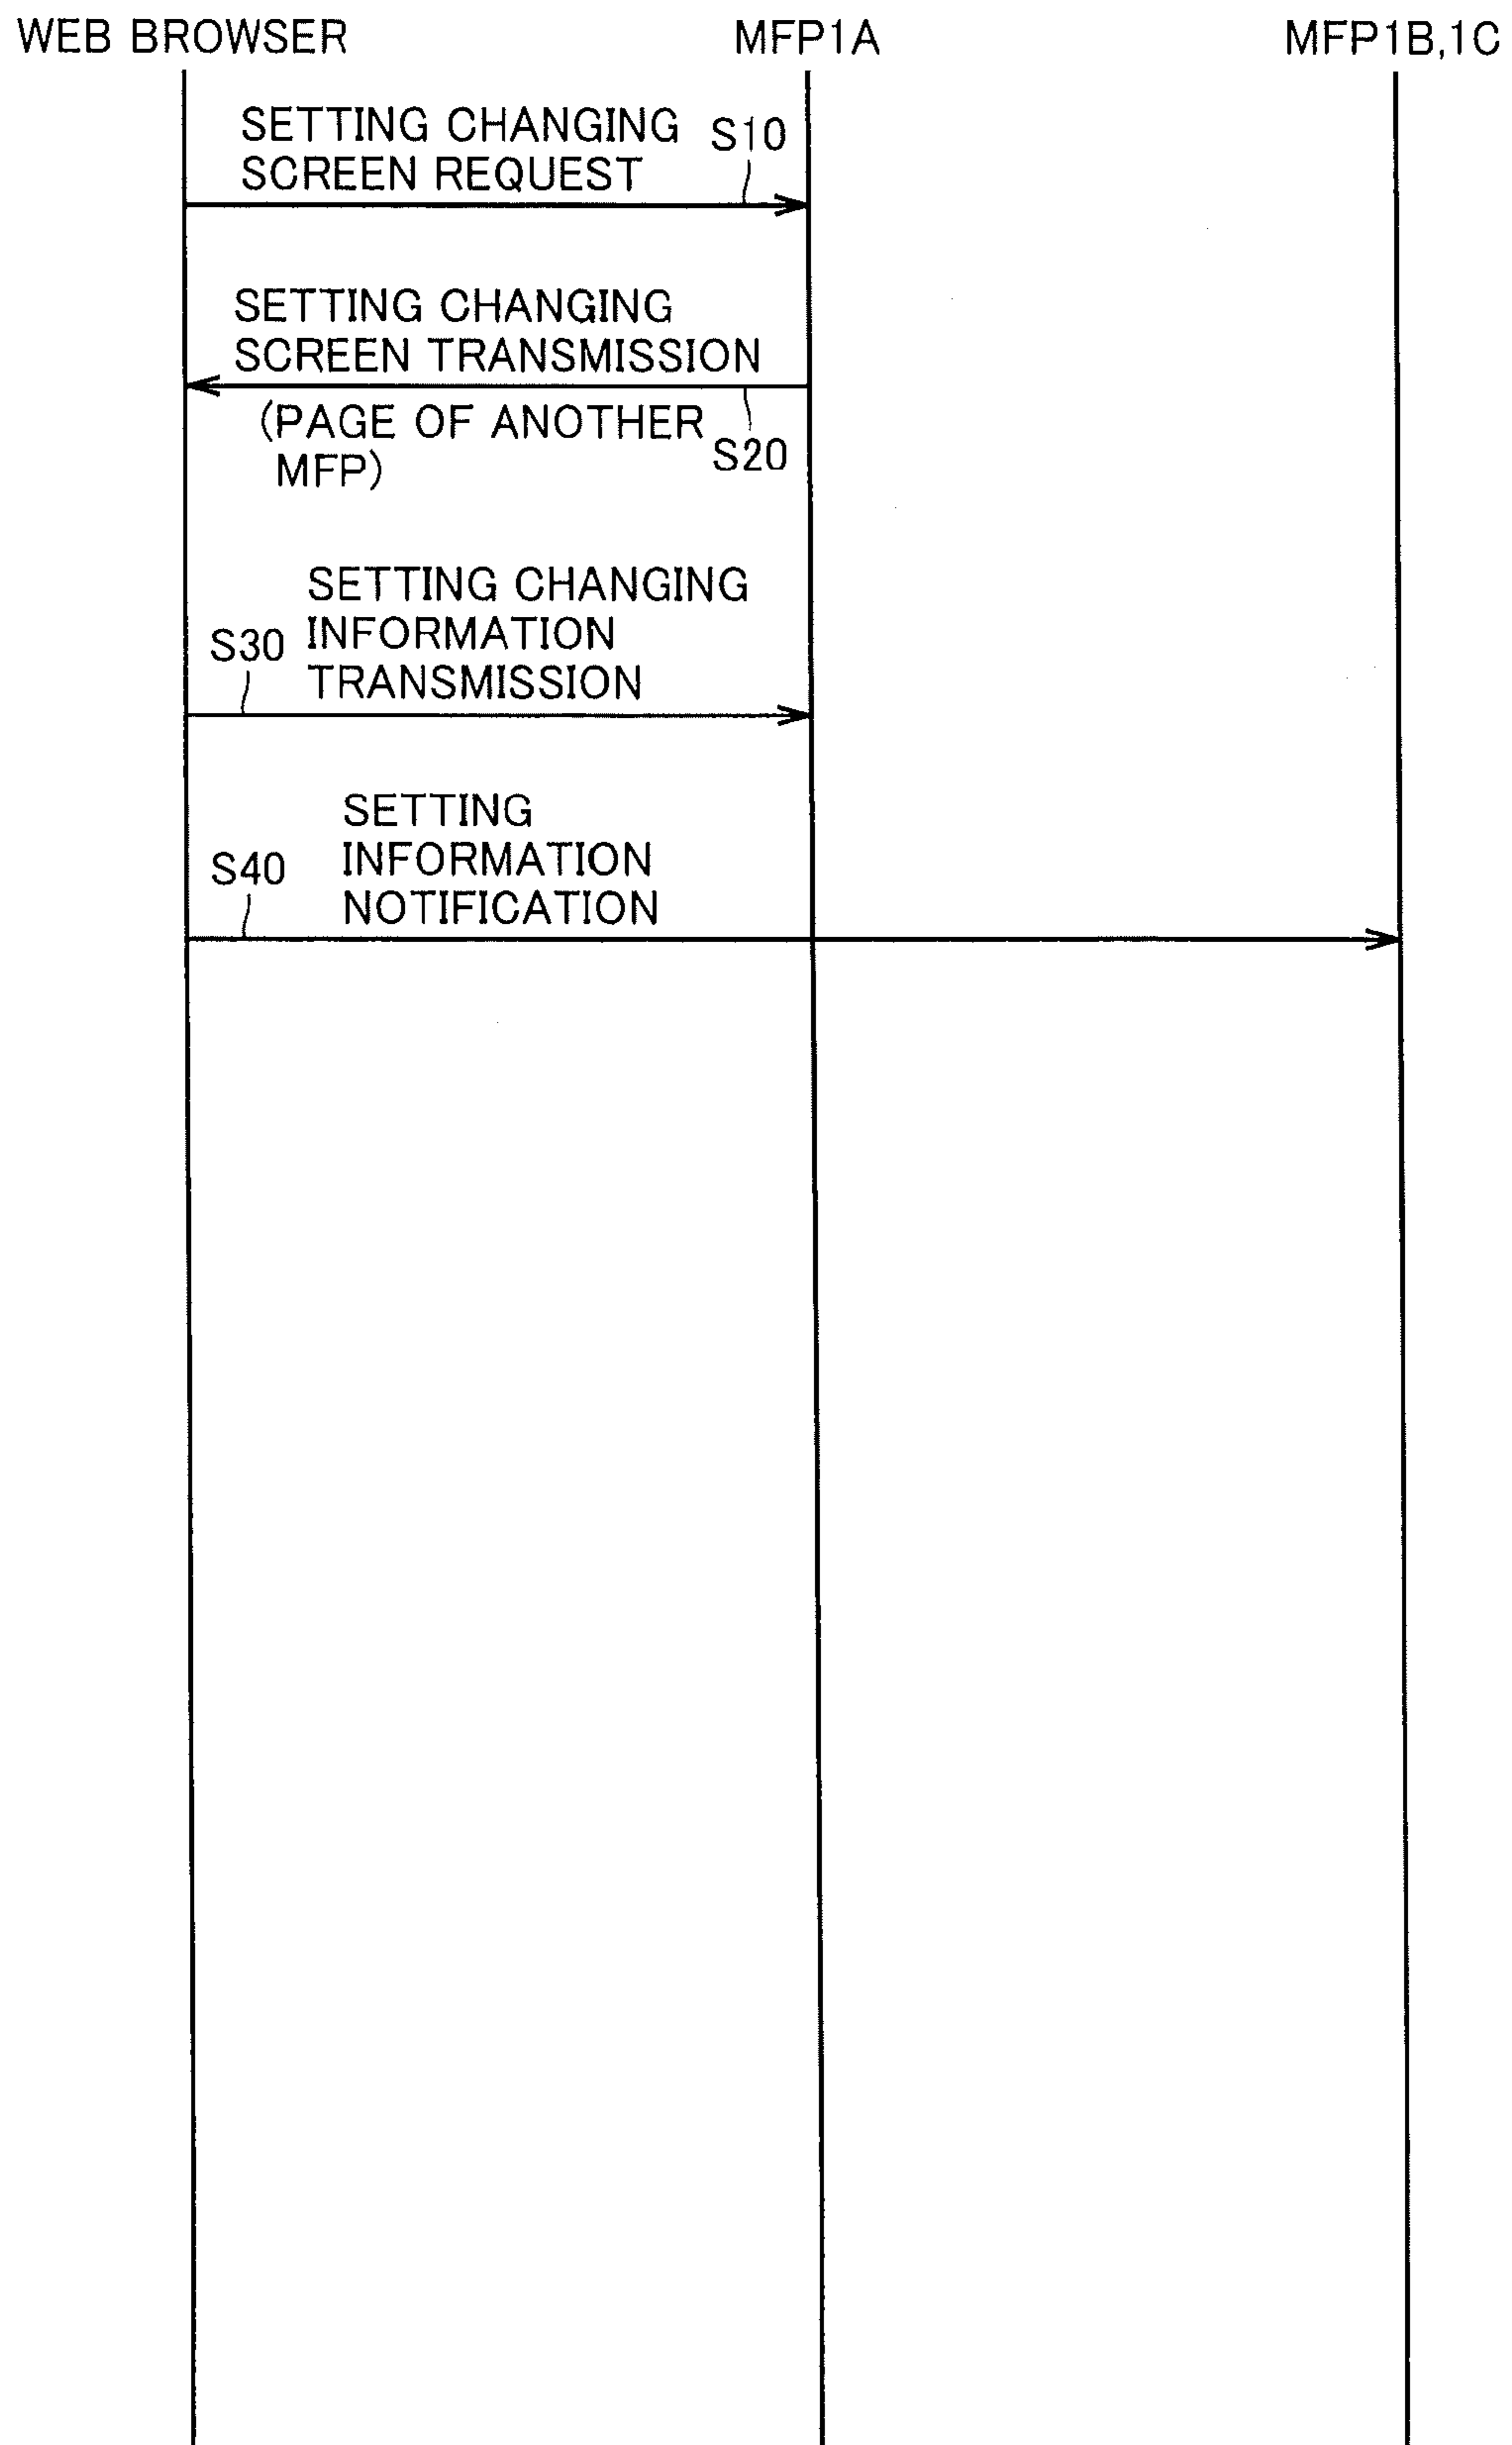 WEB BROWSER
MFP1A
MFP1B,1C
SETTING CHANGING
SCREEN REQUEST
S10
SETTING CHANGING
SCREEN TRANSMISSION
(PAGE OF ANOTHER
MFP)
S20
SETTING CHANGING
INFORMATION
TRANSMISSION
S30
SETTING
INFORMATION
NOTIFICATION
S40